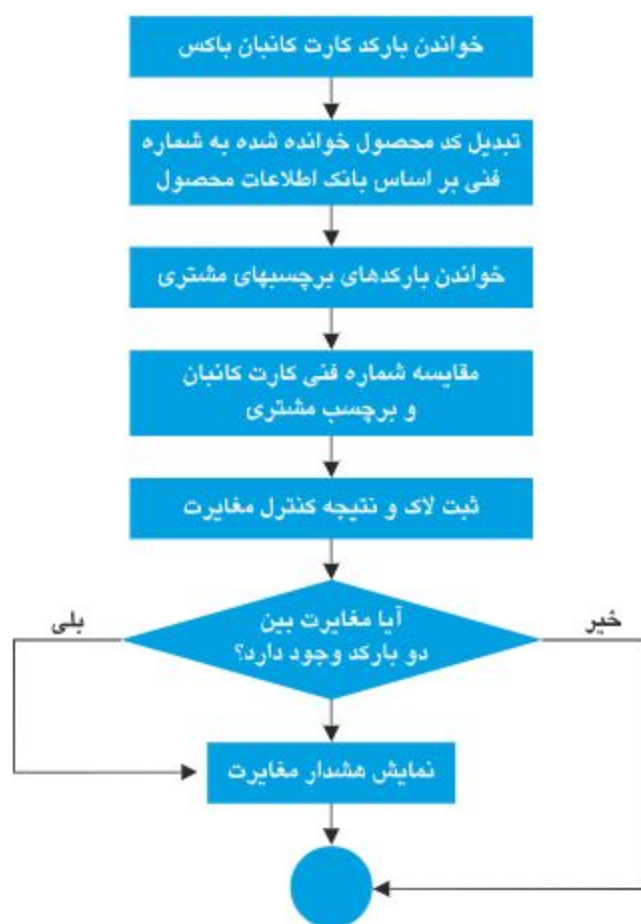 خواندن بارکد کارت کانبان باکس
تبدیل کد محصول خوانده شده به شماره
فنی بر اساس بانک اطلاعات محصول
خواندن بارکدهای برچسبهای مشتری
مقایسه شماره فنی کارت کانبان
و برچسب مشتری
ثبت لاک و نتیجه کنترل مغایرت
آیا مغایرت بین
دو بارکد وجود دارد؟
خیر
بلی
نمایش هشدار مغایرت